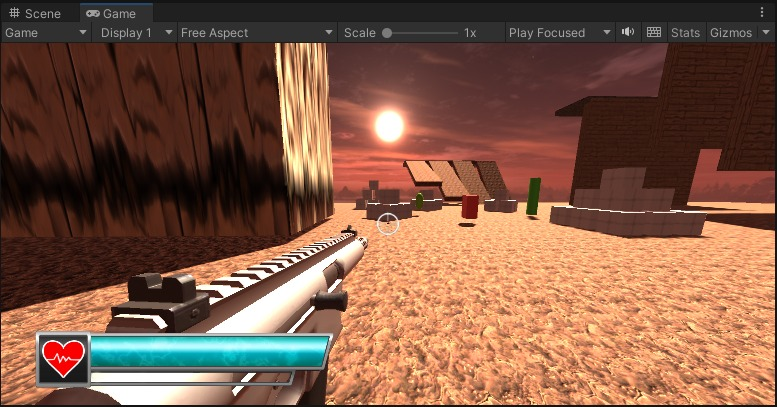 Scene Game
Game Display 1 Free Aspect Scale 1x Play Focused Stats Gizmos